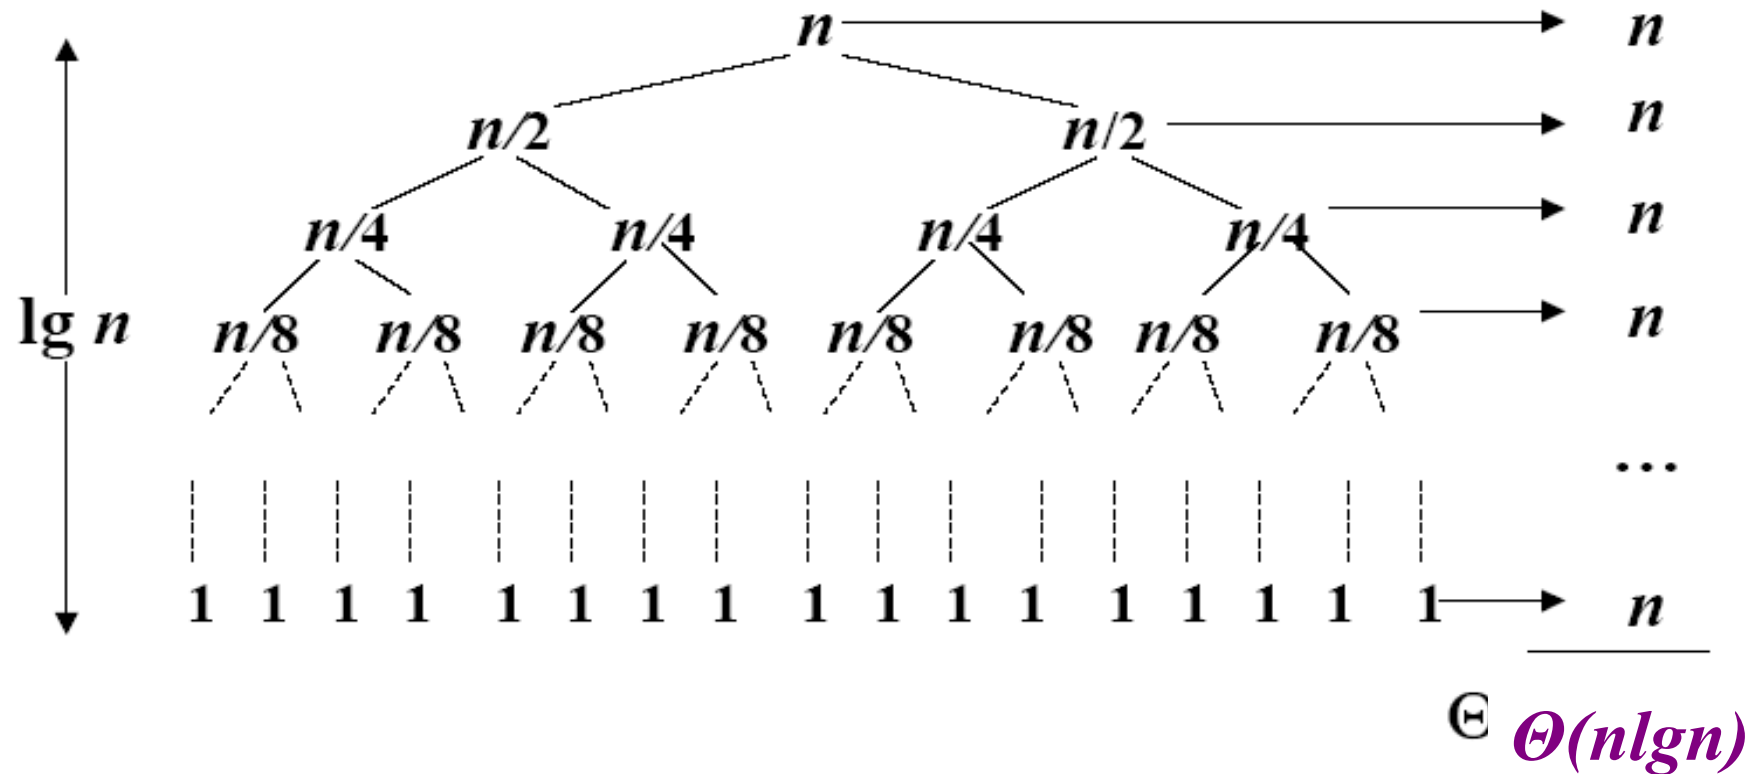 n n
n/2 n/2 n
n/4 n/4 n/4 n/4 n
lg n n/8 n/8 n/8 n/8 n/8 n/8 n/8 n/8 n
...
1 1 1 1 1 1 1 1 1 1 1 1 1 1 1 1 1 n
Θ Θ(nlgn)